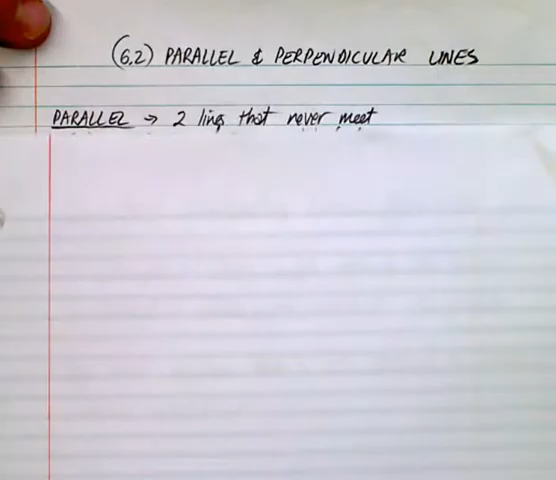 (6.2) PARALLEL & PERPENDICULAR LINES
PARALLEL → 2 lines that never meet